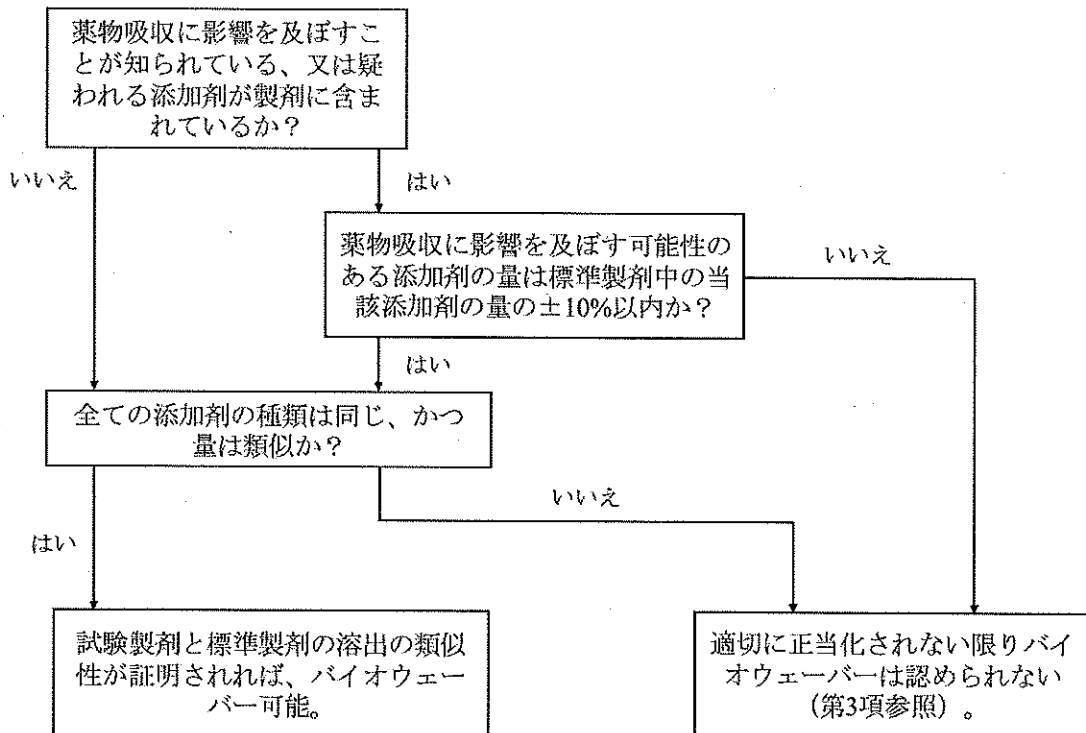 薬物吸収に影響を及ぼすこ
とが知られている、又は疑
われる添加剤が製剤に含ま
れているか？
いいえ
はい
薬物吸収に影響を及ぼす可能性の
ある添加剤の量は標準製剤中の当
該添加剤の量の±10%以内か？
いいえ
はい
全ての添加剤の種類は同じ、かつ
量は類似か？
いいえ
はい
試験製剤と標準製剤の溶出の類似
性が証明されれば、バイオウェー
バー可能。
適切に正当化されない限りバイ
オウェーバーは認められない
（第3項参照）。